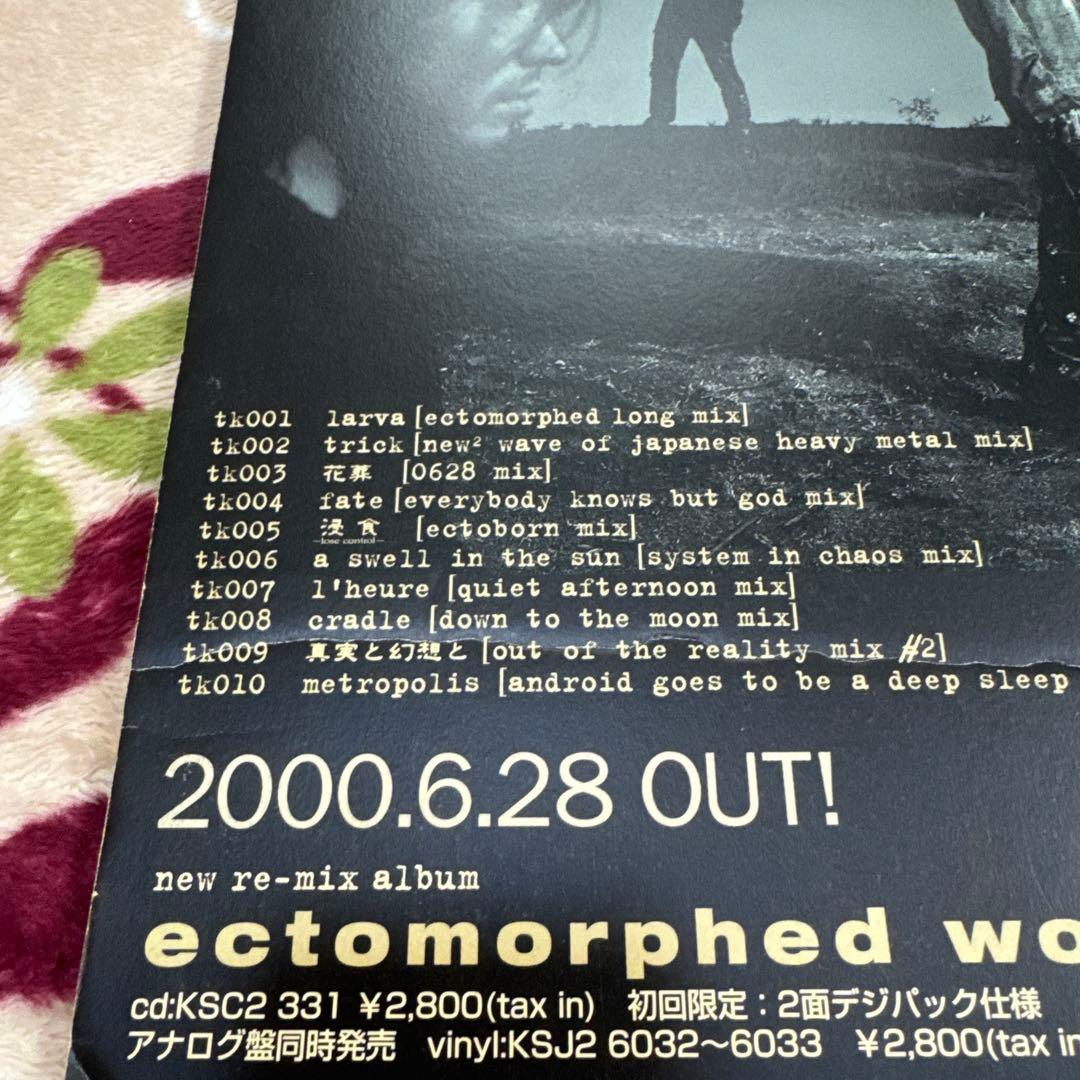 tk001 larva [ectomorphed long mix]
tk002 trick [new² wave of japanese heavy metal mix]
tk003 花葬 [0628 mix]
tk004 fate [everybody knows but god mix]
tk005 浸食 [ectoborn mix]
-lose control-
tk006 a swell in the sun [system in chaos mix]
tk007 l'heure [quiet afternoon mix]
tk008 cradle [down to the moon mix]
tk009 真実と幻想と [out of the reality mix #2]
tk010 metropolis [android goes to be a deep sleep
2000.6.28 OUT!
new re-mix album
ectomorphed wo
cd:KSC2 331 ¥2,800(tax in) 初回限定：2面デジパック仕様
アナログ盤同時発売 vinyl:KSJ2 6032〜6033 ¥2,800(tax in